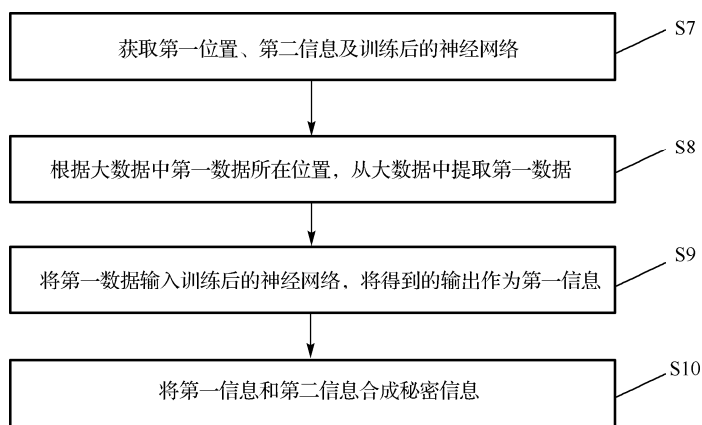 获取第一位置、第二信息及训练后的神经网络
S7
根据大数据中第一数据所在位置，从大数据中提取第一数据
S8
将第一数据输入训练后的神经网络，将得到的输出作为第一信息
S9
将第一信息和第二信息合成秘密信息
S10